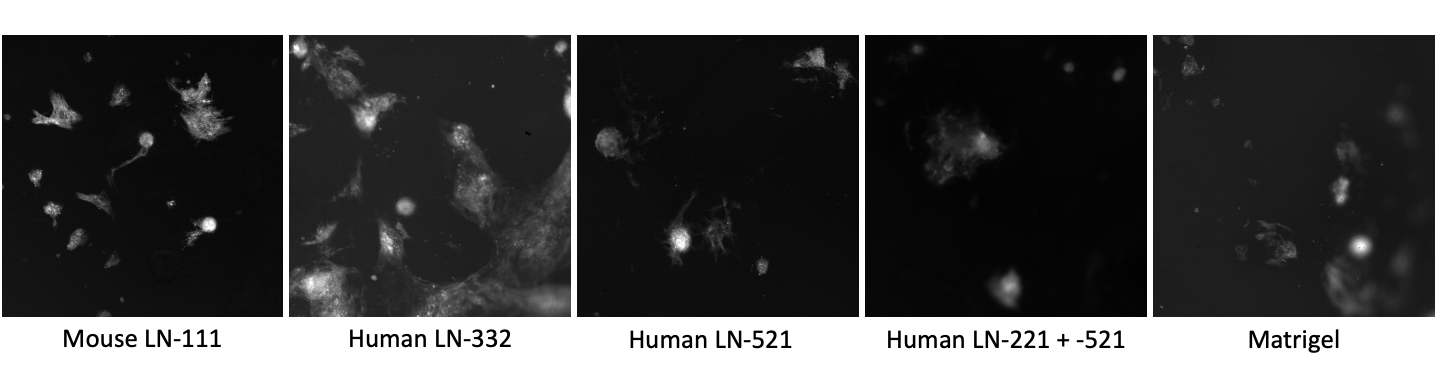 Mouse LN-111
Human LN-332
Human LN-521
Human LN-221 + -521
Matrigel